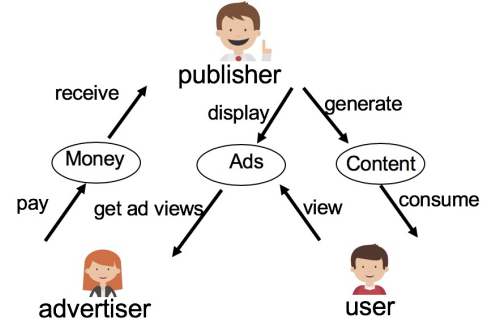 publisher
receive
display
generate
Money
Ads
Content
pay
get ad views
view
consume
advertiser
user